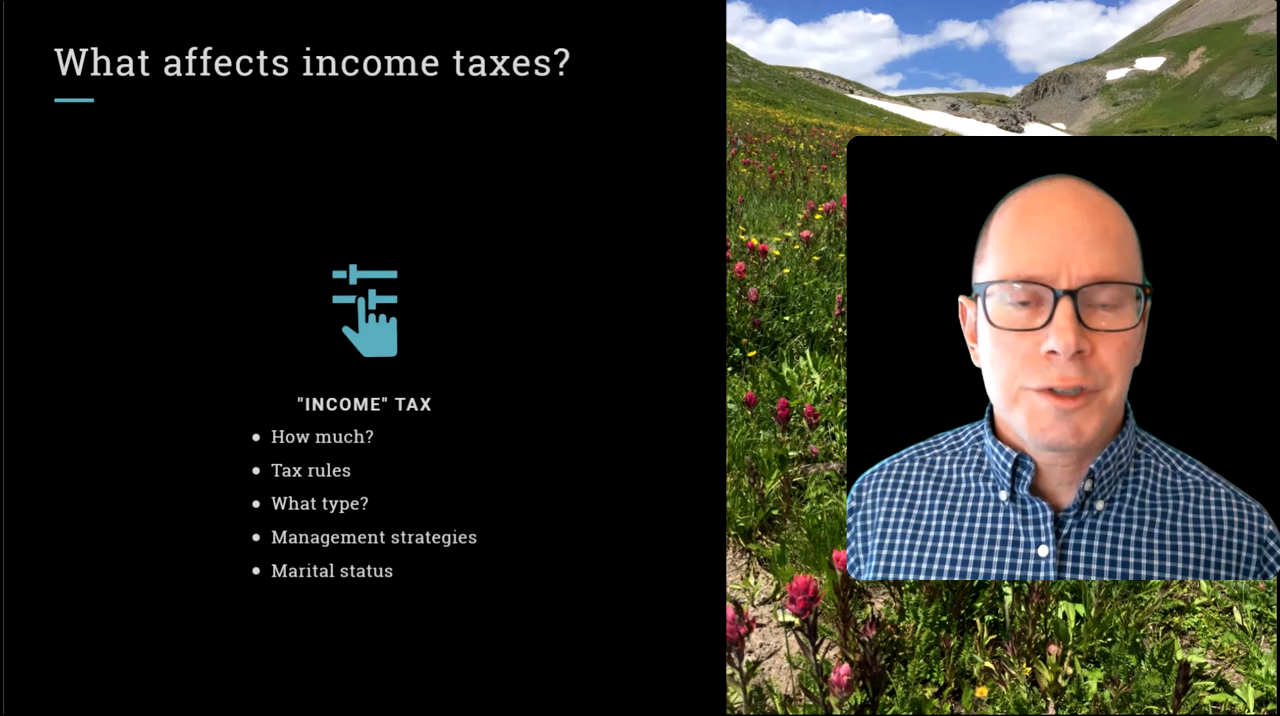 What affects income taxes?
"INCOME" TAX
How much?
Tax rules
What type?
Management strategies
Marital status